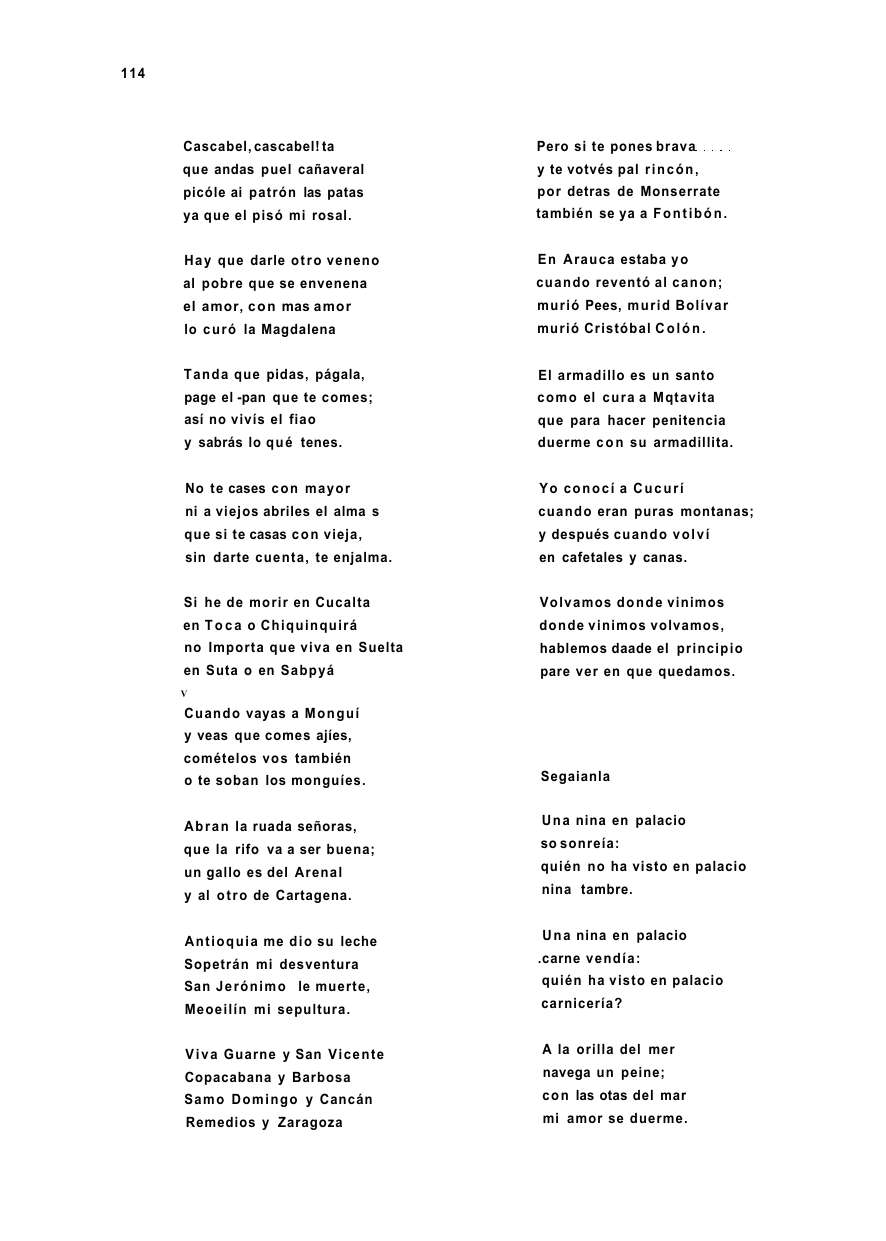 114
Cascabel, cascabel! ta
que andas puel cañaveral
picóle ai patrón las patas
ya que el pisó mi rosal.
Hay que darle otro veneno
al pobre que se envenena
el amor, con mas amor
lo curó la Magdalena
Tanda que pidas, págala,
page el -pan que te comes;
así no vivís el fiao
y sabrás lo qué tenes.
No te cases con mayor
ni a viejos abriles el alma s
que si te casas con vieja,
sin darte cuenta, te enjalma.
Si he de morir en Cucalta
en Toca o Chiquinquirá
no Importa que viva en Suelta
en Suta o en Sabpyá
V
Cuando vayas a Monguí
y veas que comes ajíes,
comételos vos también
o te soban los monguíes.
Abran la ruada señoras,
que la rifo va a ser buena;
un gallo es del Arenal
y al otro de Cartagena.
Antioquia me dio su leche
Sopetrán mi desventura
San Jerónimo le muerte,
Meoeilín mi sepultura.
Viva Guarne y San Vicente
Copacabana y Barbosa
Samo Domingo y Cancán
Remedios y Zaragoza
Pero si te pones brava.....
y te votvés pal rincón,
por detras de Monserrate
también se ya a Fontibón.
En Arauca estaba yo
cuando reventó al canon;
murió Pees, murid Bolívar
murió Cristóbal Colón.
El armadillo es un santo
como el cura a Mqtavita
que para hacer penitencia
duerme con su armadillita.
Yo conocí a Cucurí
cuando eran puras montanas;
y después cuando volví
en cafetales y canas.
Volvamos donde vinimos
donde vinimos volvamos,
hablemos daade el principio
pare ver en que quedamos.
Segaianla
Una nina en palacio
so sonreía:
quién no ha visto en palacio
nina tambre.
Una nina en palacio
.carne vendía:
quién ha visto en palacio
carnicería?
A la orilla del mer
navega un peine;
con las otas del mar
mi amor se duerme.